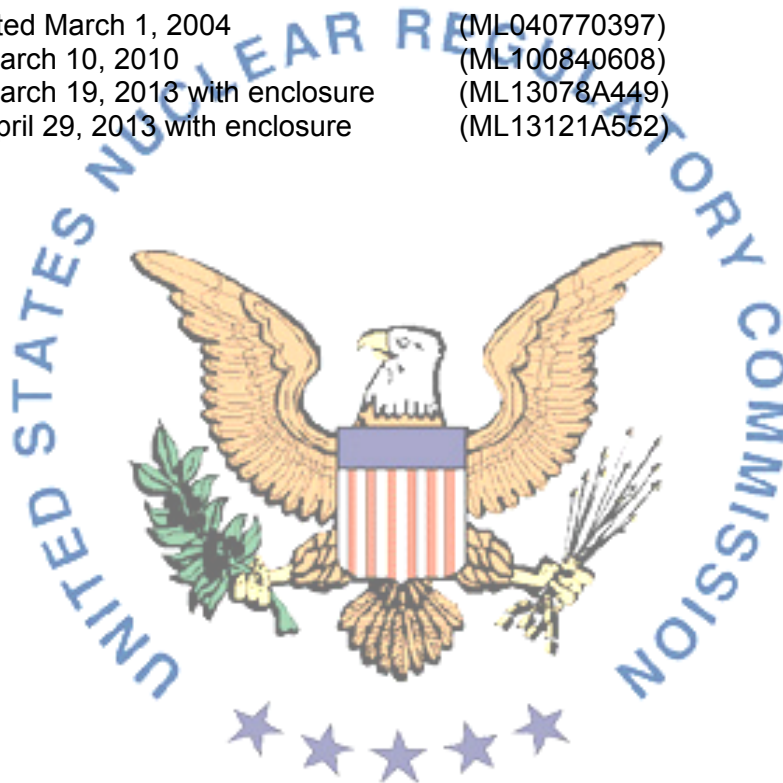 ted March 1, 2004 (ML040770397)
arch 10, 2010 (ML100840608)
arch 19, 2013 with enclosure (ML13078A449)
pril 29, 2013 with enclosure (ML13121A552)
UNITED STATES NUCLEAR REGULATORY COMMISSION